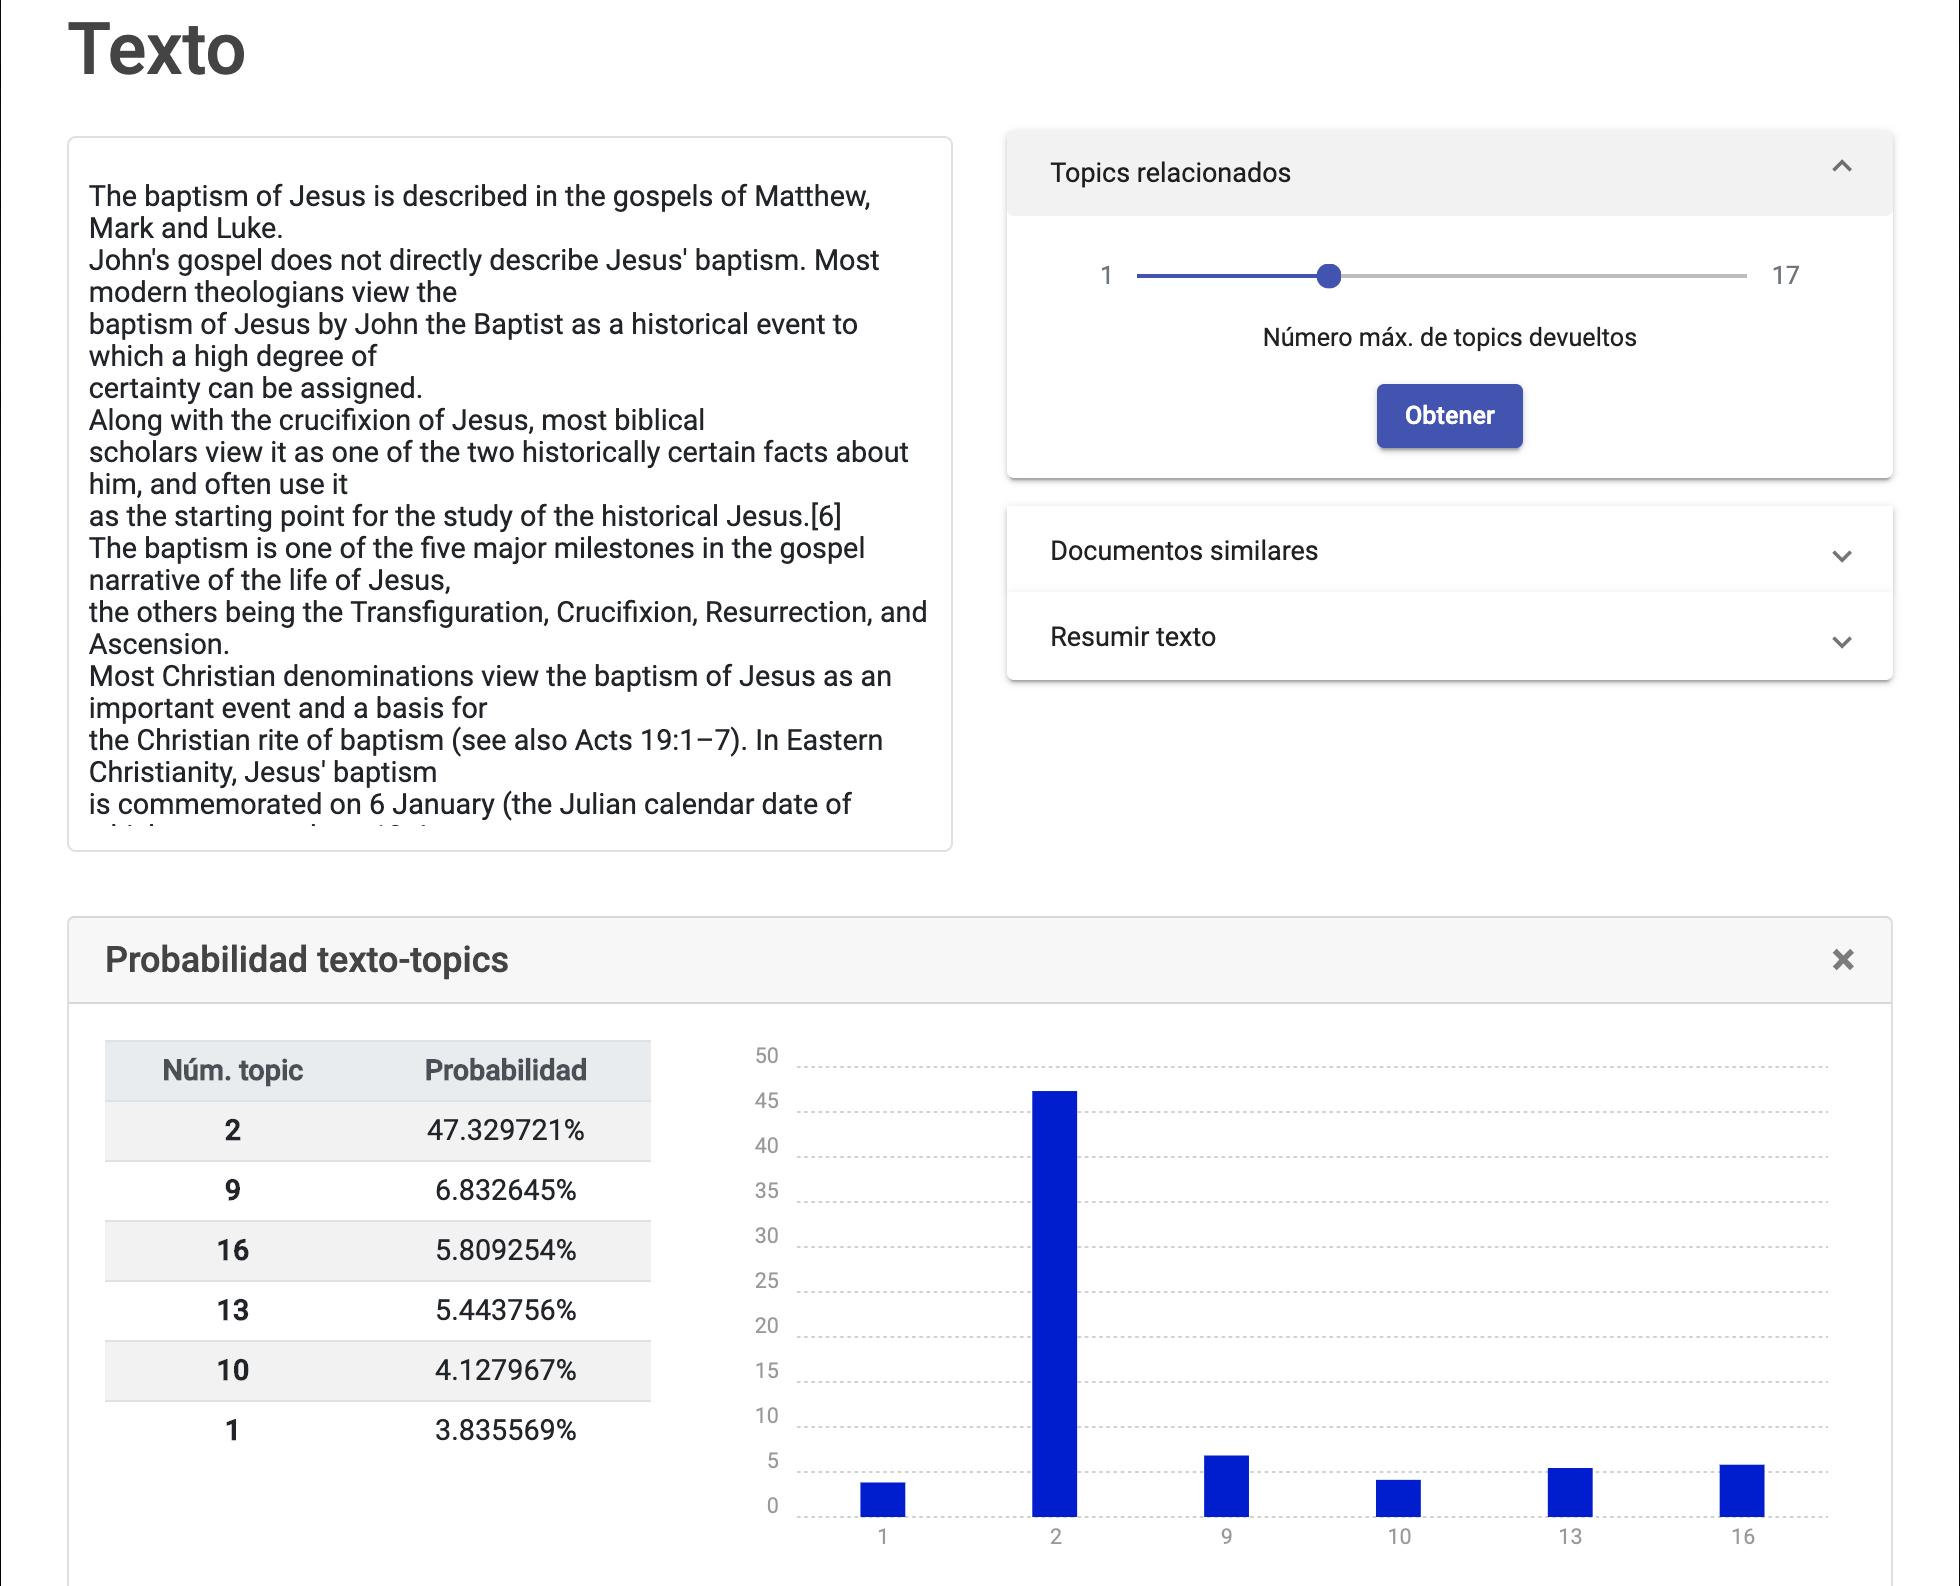 Texto
The baptism of Jesus is described in the gospels of Matthew,
Mark and Luke.
John's gospel does not directly describe Jesus' baptism. Most
modern theologians view the
baptism of Jesus by John the Baptist as a historical event to
which a high degree of
certainty can be assigned.
Along with the crucifixion of Jesus, most biblical
scholars view it as one of the two historically certain facts about
him, and often use it
as the starting point for the study of the historical Jesus.[6]
The baptism is one of the five major milestones in the gospel
narrative of the life of Jesus,
the others being the Transfiguration, Crucifixion, Resurrection, and
Ascension.
Most Christian denominations view the baptism of Jesus as an
important event and a basis for
the Christian rite of baptism (see also Acts 19:1–7). In Eastern
Christianity, Jesus' baptism
is commemorated on 6 January (the Julian calendar date of
Topics relacionados
1 17
Número máx. de topics devueltos
Obtener
Documentos similares
Resumir texto
Probabilidad texto-topics
Núm. topic Probabilidad
2 47.329721%
9 6.832645%
16 5.809254%
13 5.443756%
10 4.127967%
1 3.835569%
50
45
40
35
30
25
20
15
10
5
0
1 2 9 10 13 16